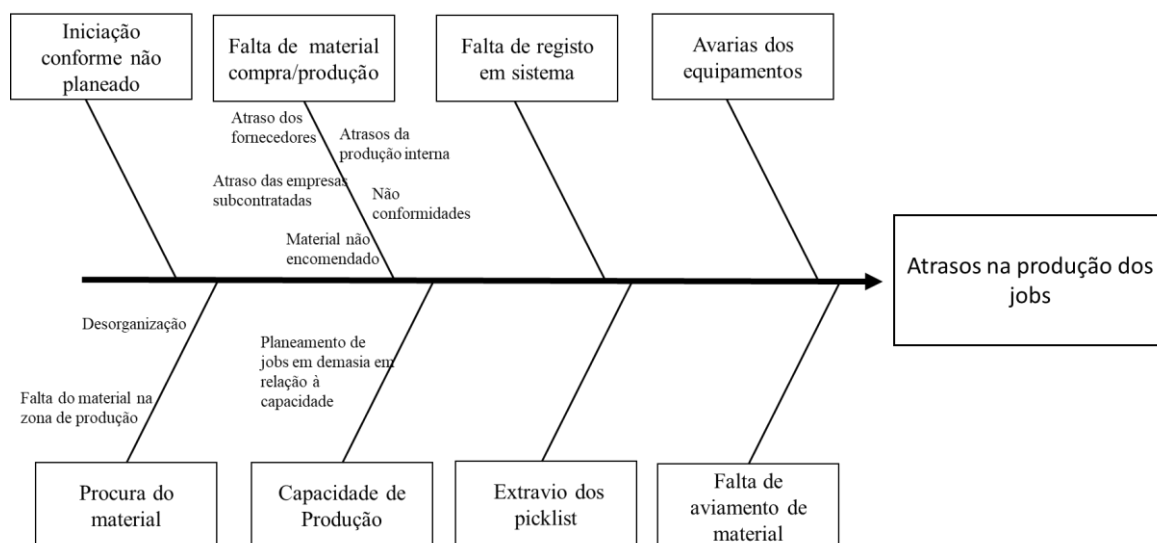 Iniciação
conforme não
planeado
Falta de material
compra/produção
Falta de registo
em sistema
Avarias dos
equipamentos
Atraso dos
fornecedores
Atrasos da
produção interna
Atraso das empresas
subcontratadas
Não
conformidades
Material não
encomendado
Atrasos na produção dos
jobs
Desorganização
Falta do material na
zona de produção
Planeamento de
jobs em demasia em
relação à
capacidade
Procura do
material
Capacidade de
Produção
Extravio dos
picklist
Falta de
aviamento de
material